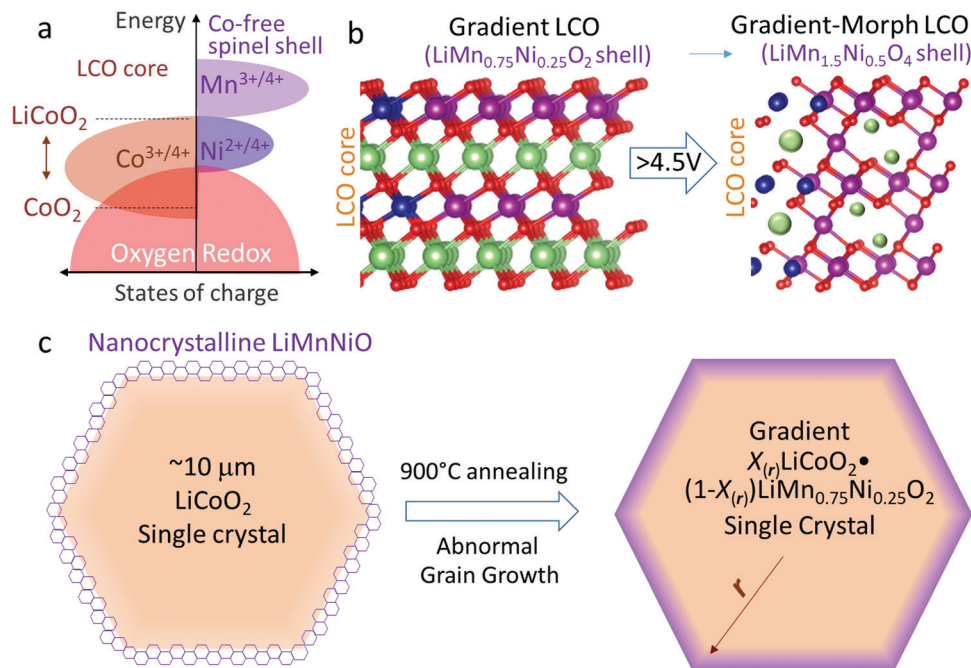 a
Energy
Co-free
spinel shell
LCO core
Mn3+/4+
LiCoO2
Co3+/4+
Ni2+/4+
CoO2
Oxygen Redox
States of charge
b
Gradient LCO
(LiMn0.75Ni0.25O2 shell)
Gradient-Morph LCO
(LiMn1.5Ni0.5O4 shell)
LCO core
>4.5V
LCO core
c
Nanocrystalline LiMnNiO
~10 μm
LiCoO2
Single crystal
900°C annealing
Abnormal
Grain Growth
Gradient
X(r)LiCoO2•
(1-X(r))LiMn0.75Ni0.25O2
Single Crystal
r